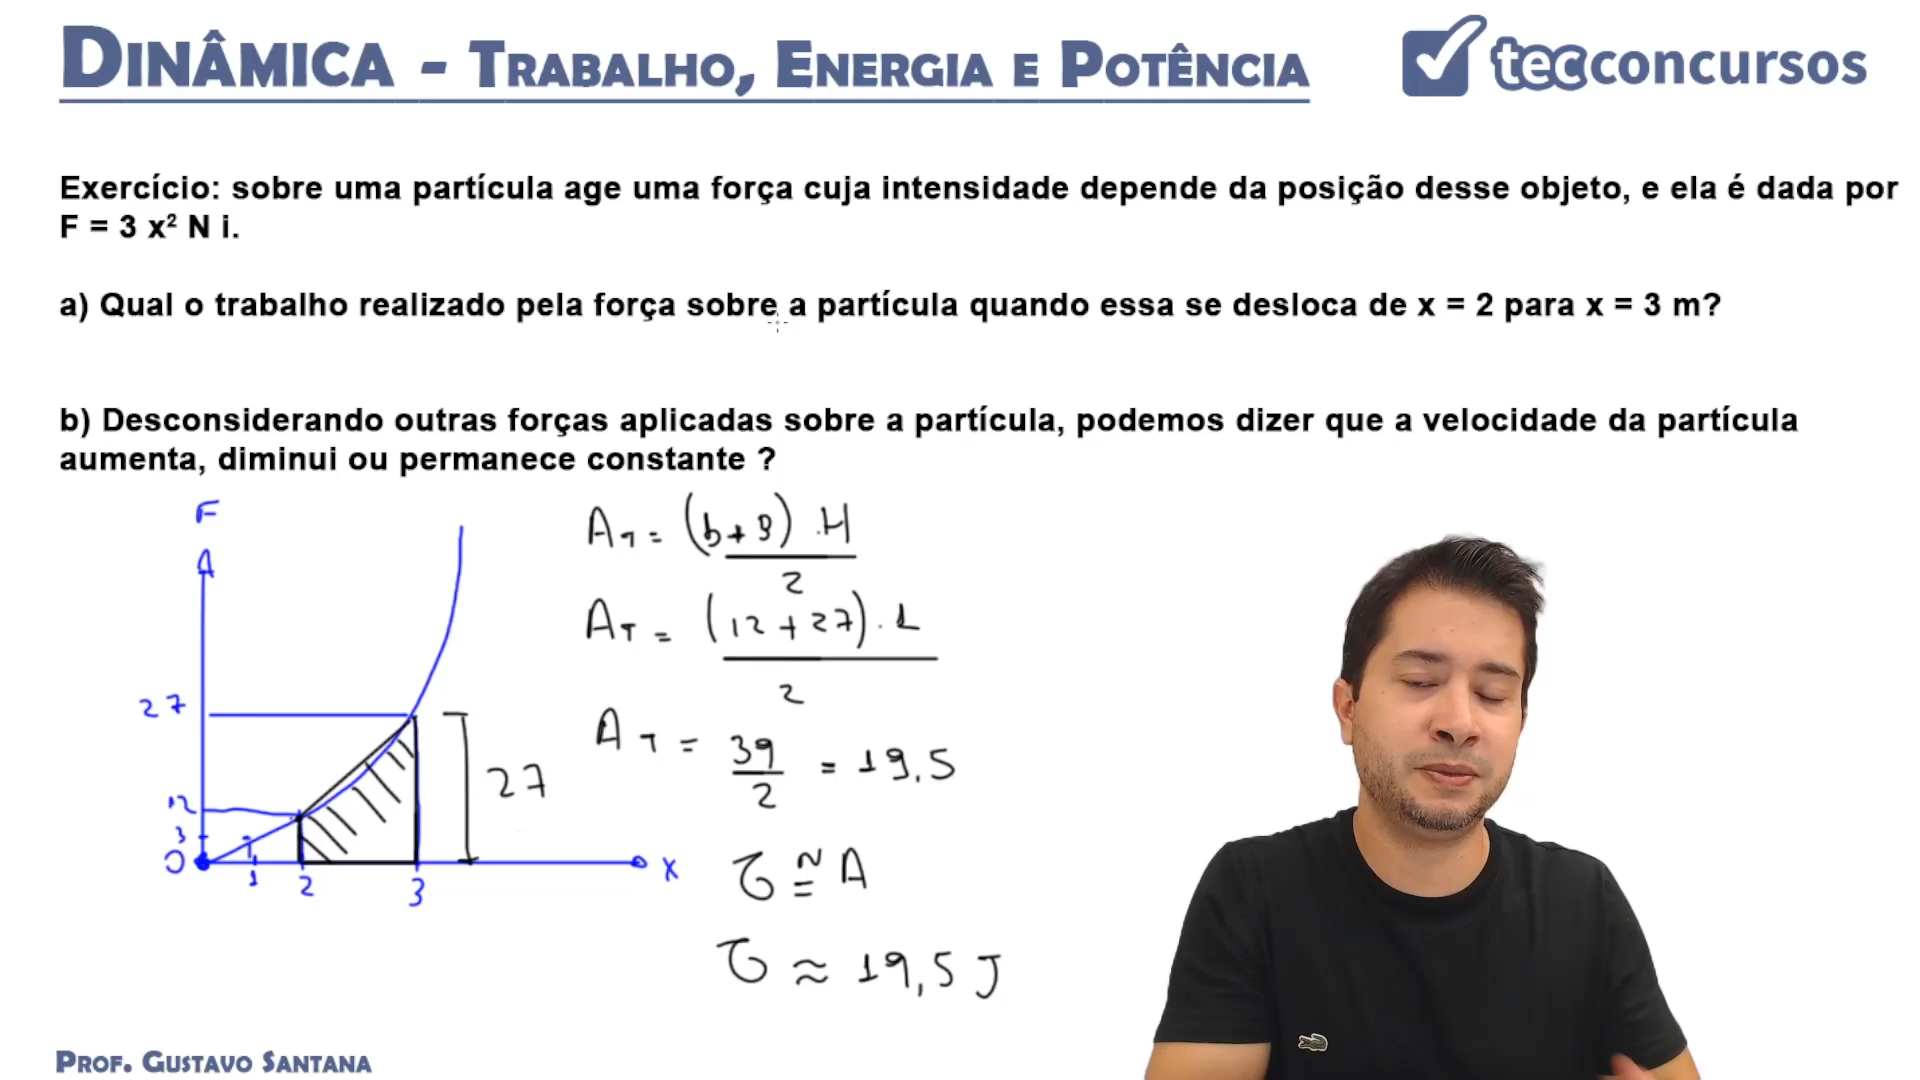 DINÂMICA - TRABALHO, ENERGIA E POTÊNCIA
tecconcursos
Exercício: sobre uma partícula age uma força cuja intensidade depende da posição desse objeto, e ela é dada por
F = 3 x² N i.
a) Qual o trabalho realizado pela força sobre a partícula quando essa se desloca de x = 2 para x = 3 m?
b) Desconsiderando outras forças aplicadas sobre a partícula, podemos dizer que a velocidade da partícula
aumenta, diminui ou permanece constante ?
F
27
12
3
0
1
2
3
x
27
A_T = (b+B).H
2
A_T = (12+27).1
2
A_T = 39/2 = 19,5
τ ≅ A
τ ≈ 19,5 J
PROF. GUSTAVO SANTANA